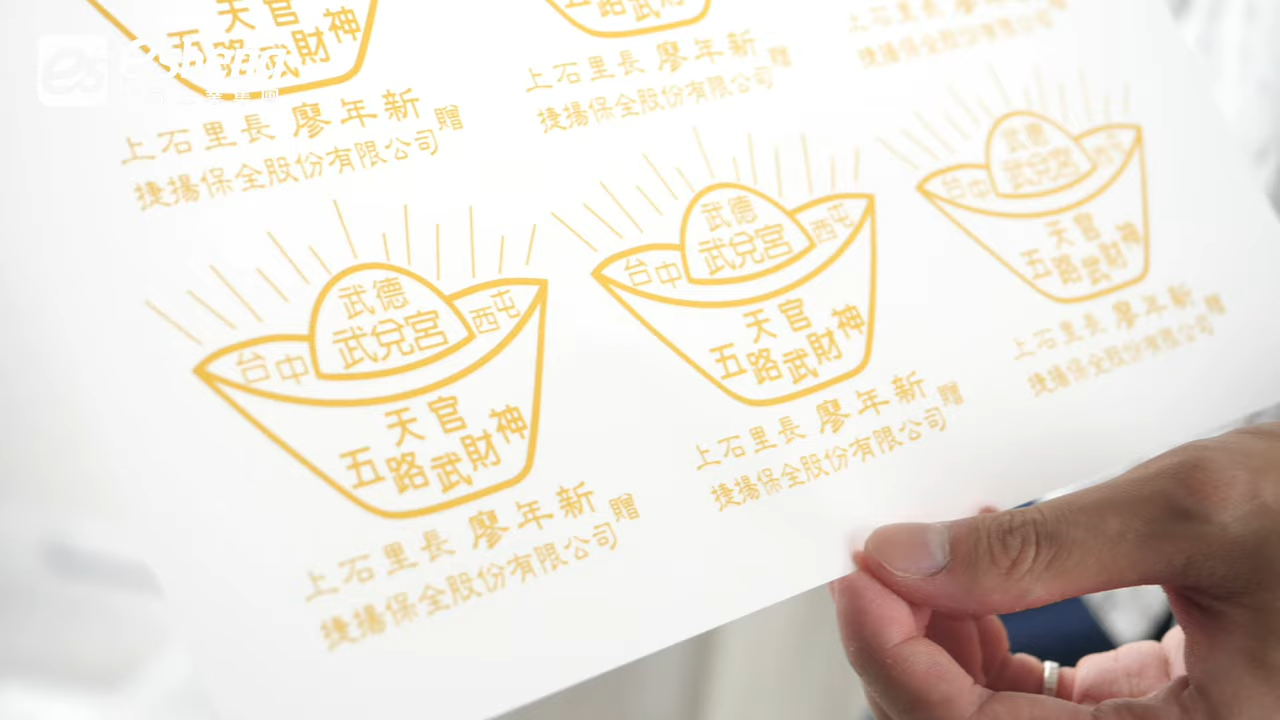 天官
五路武財神
上石里長 廖年新 贈
捷揚保全股份有限公司
上石里長 廖年新
捷揚保全股份有限公司
武德
武兌宮
台中
西屯
天官
五路武財神
上石里長 廖年新 贈
捷揚保全股份有限公司
武德
武兌宮
台中
西屯
天官
五路武財神
上石里長 廖年新 贈
捷揚保全股份有限公司
武德
武兌宮
台中
天官
五路武財神
上石里長 廖年新 贈
捷揚保全股份有限公司